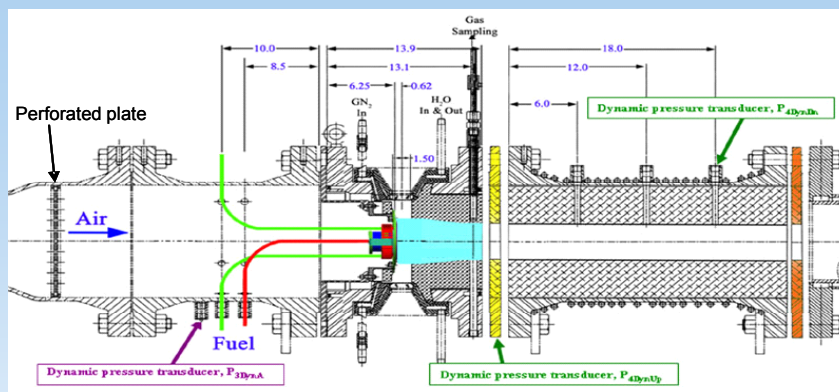 Gas
Sampling
10.0
13.9
18.0
8.5
13.1
12.0
6.25
0.62
6.0
GN₂
In
H₂O
In & Out
Dynamic pressure transducer, P₄DynDn
Perforated plate
1.50
Air
Fuel
Dynamic pressure transducer, P₃DynA
Dynamic pressure transducer, P₄DynUp